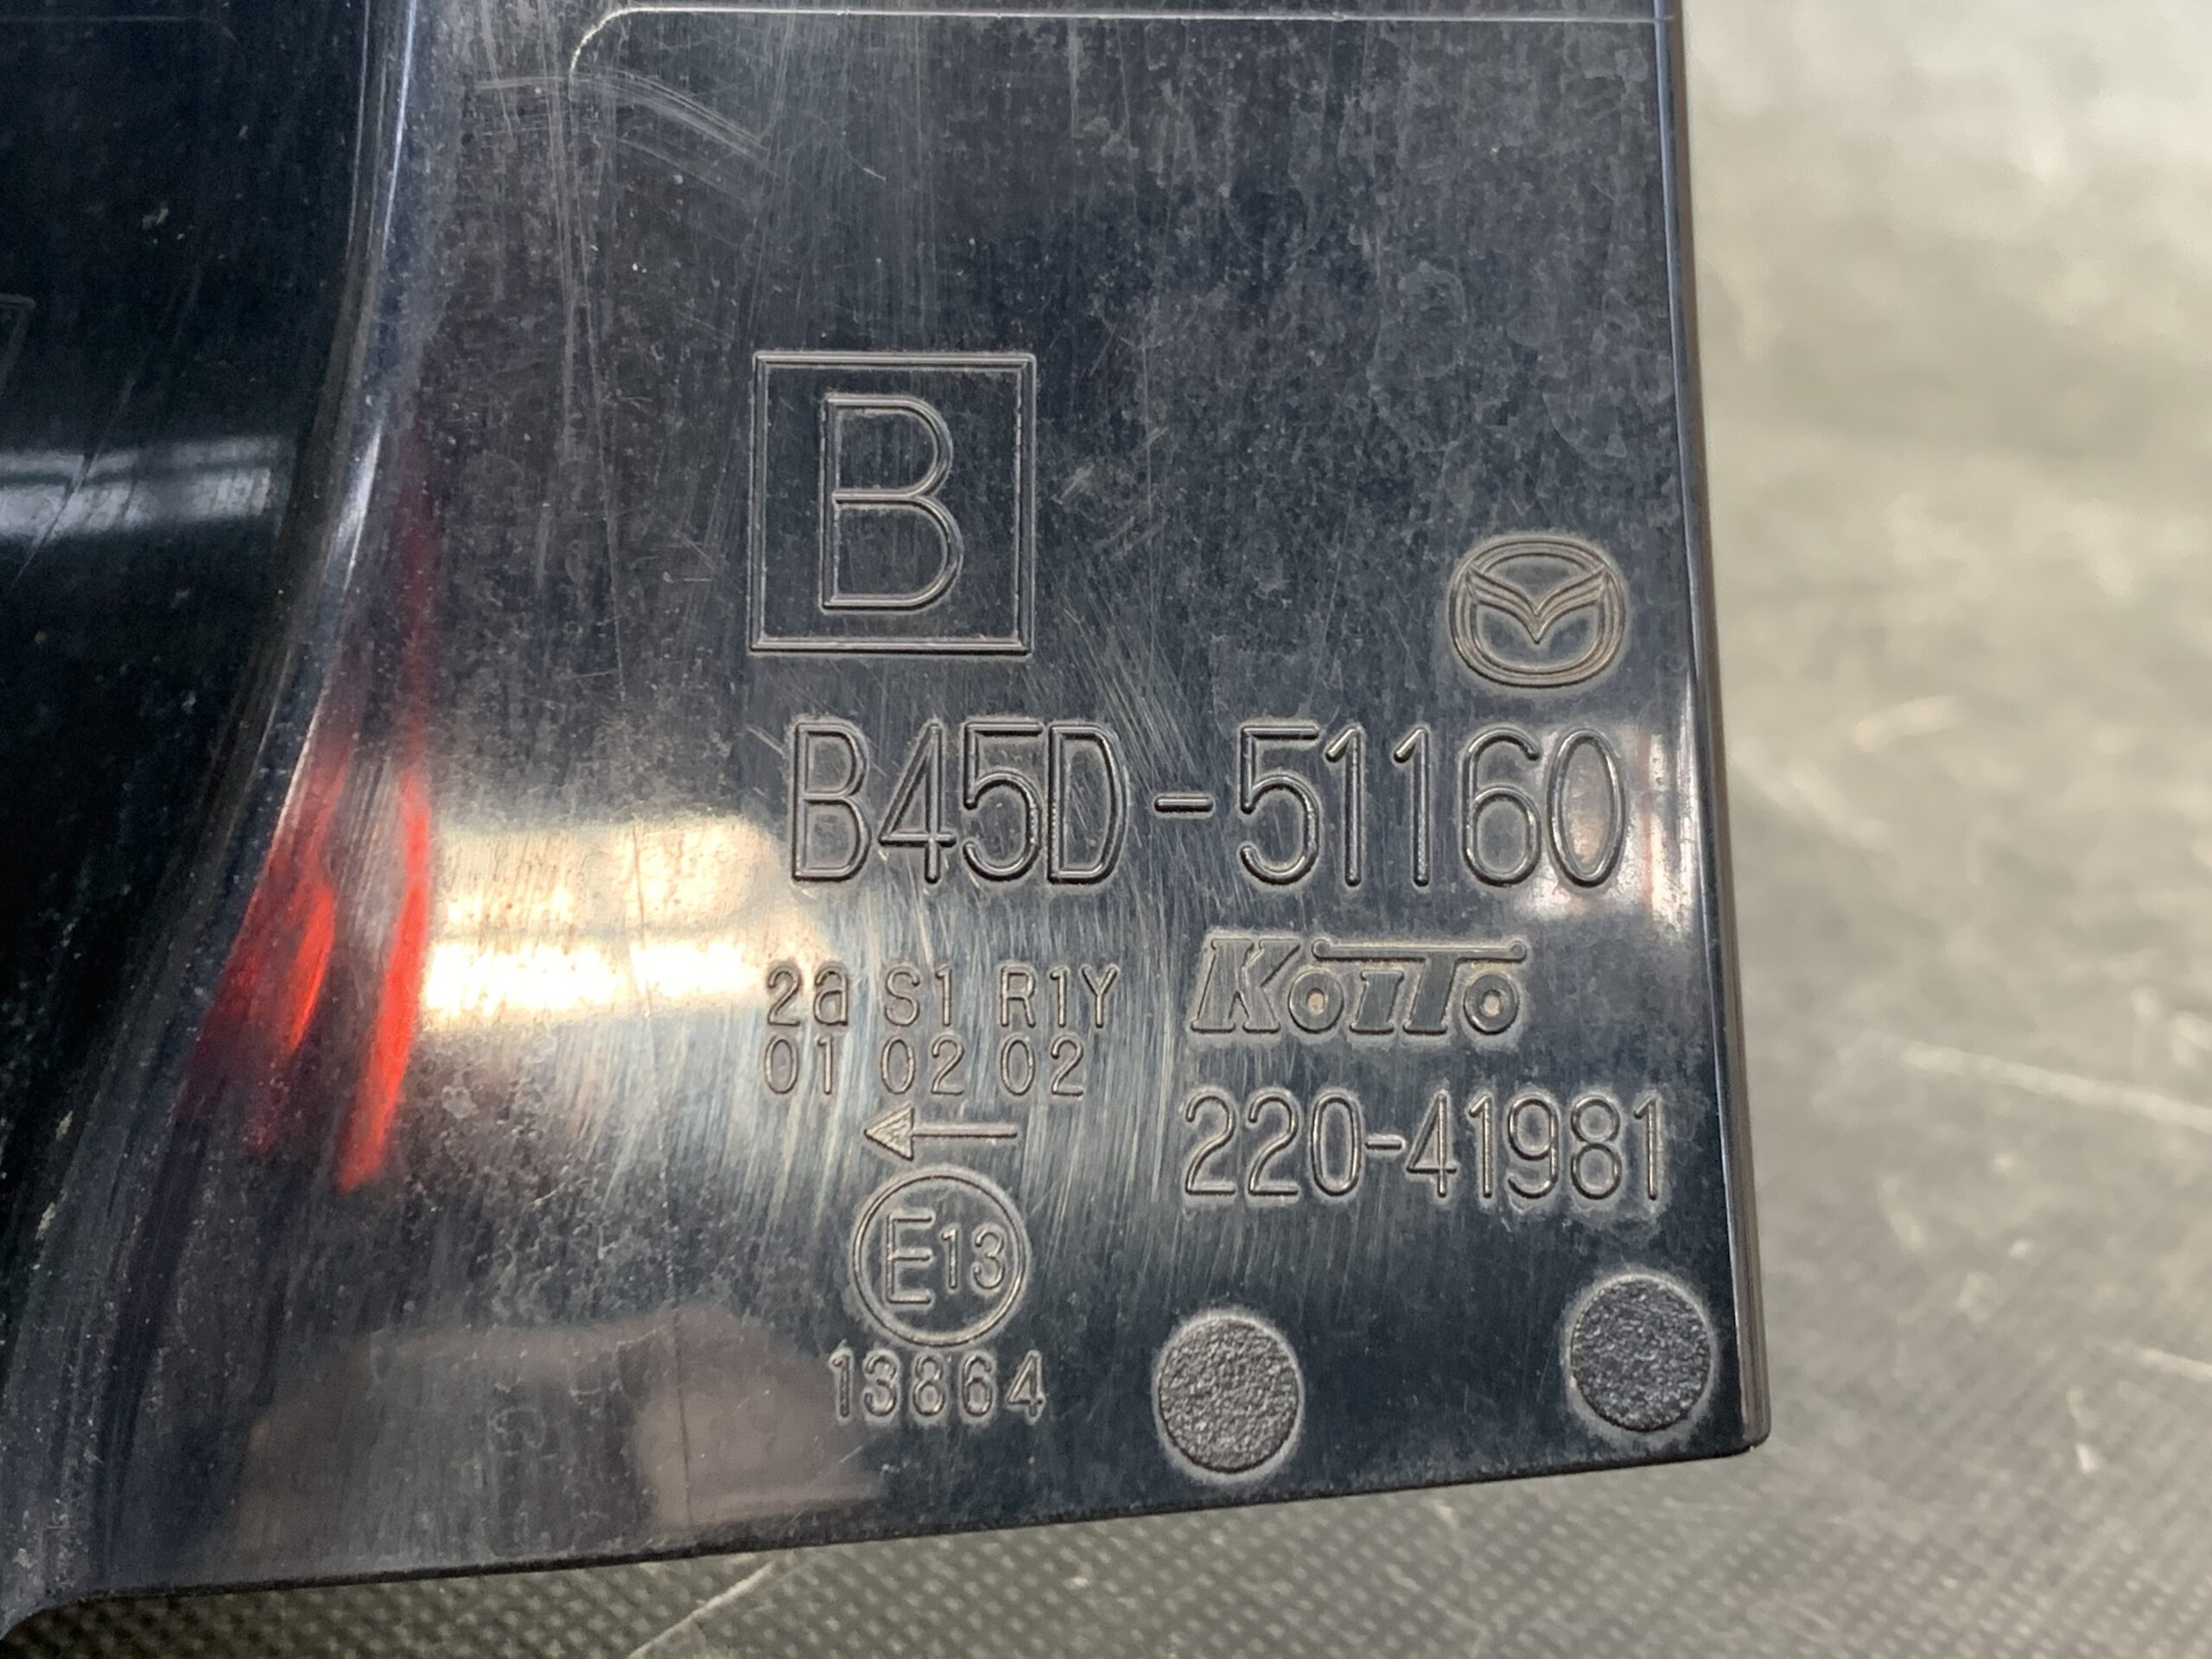 B
B45D-51160
2a S1 R1Y
01 02 02
KOITO
220-41981
E13
13864